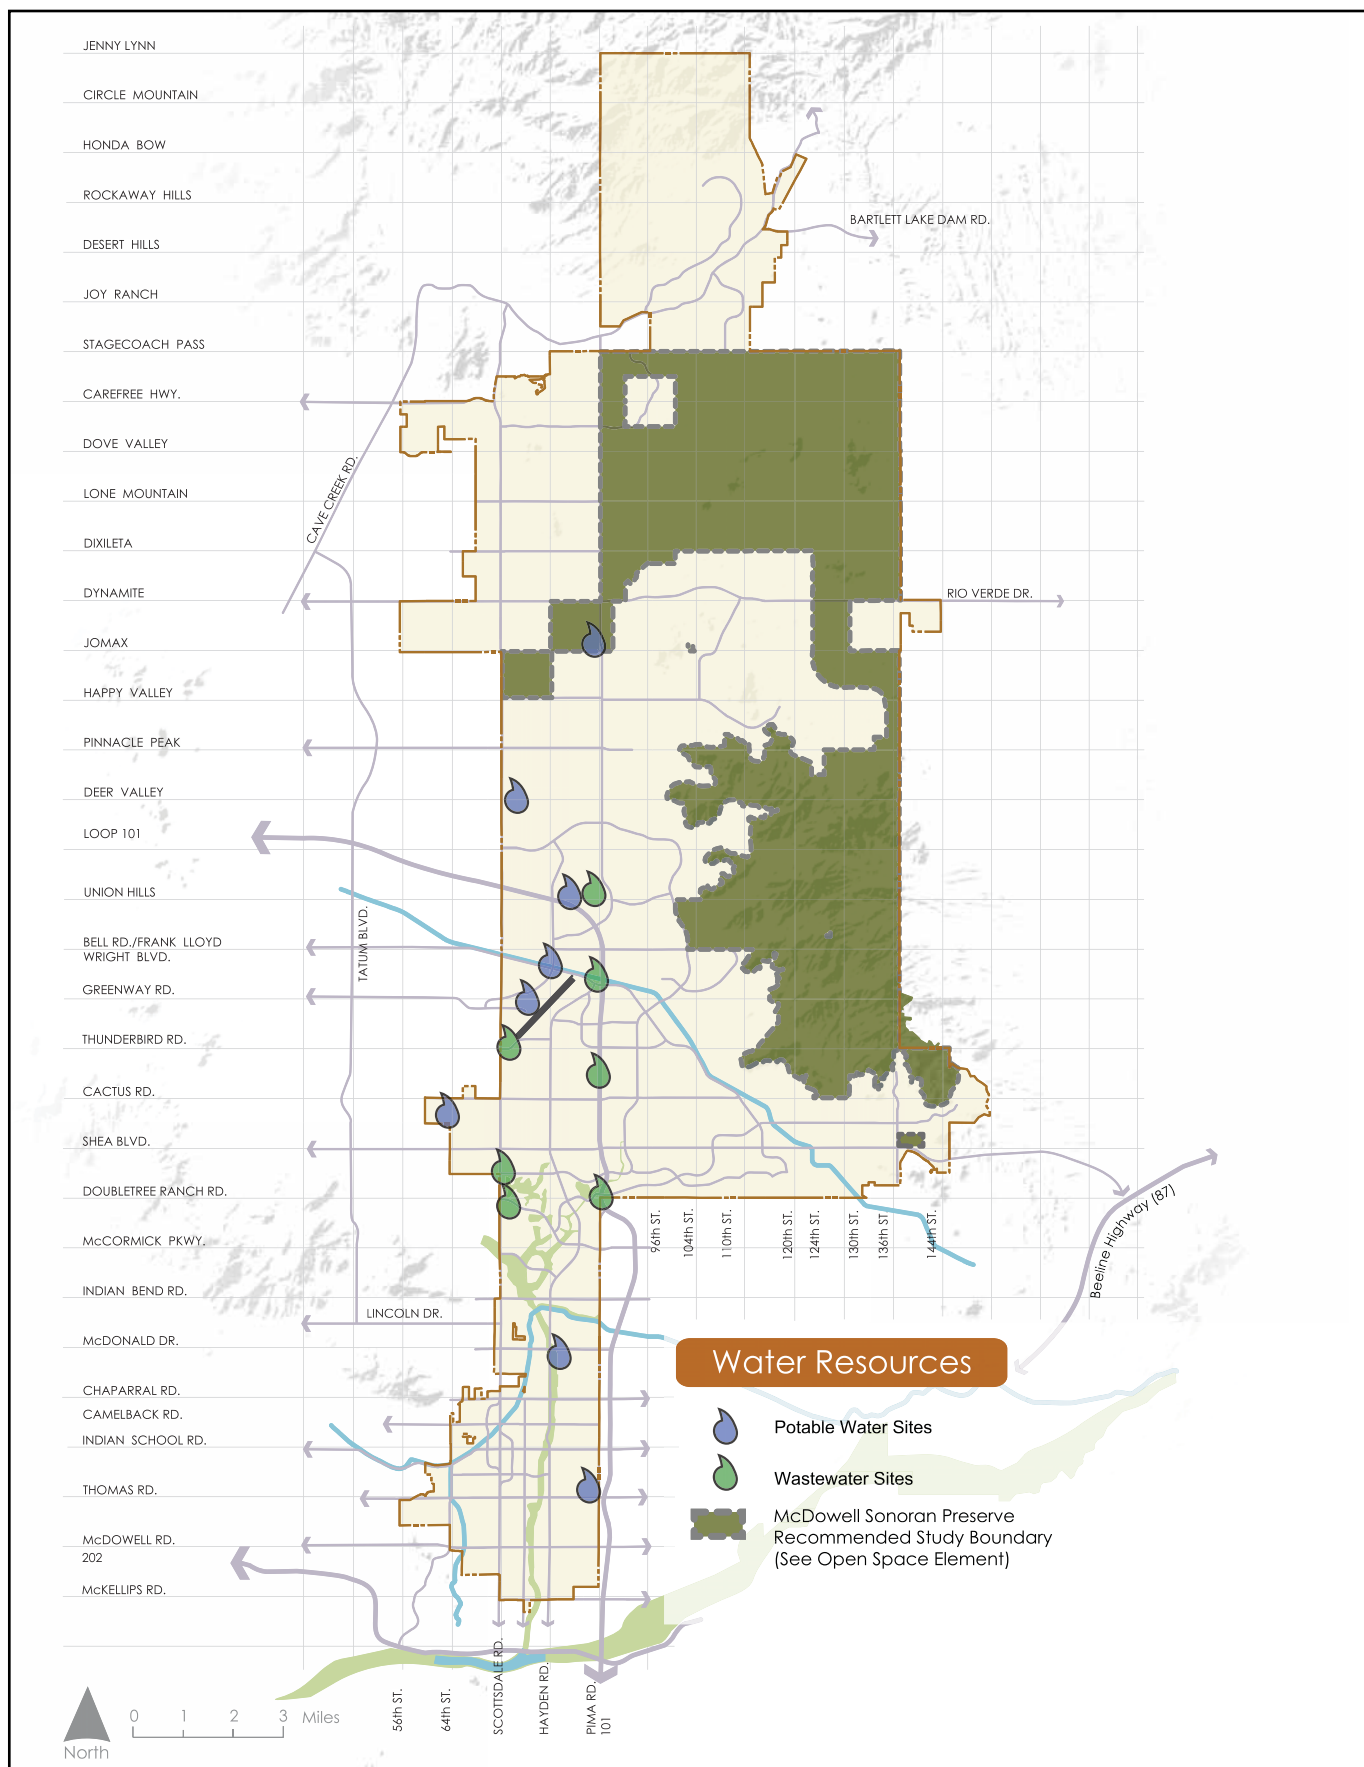 JENNY LYNN
CIRCLE MOUNTAIN
HONDA BOW
ROCKAWAY HILLS
BARTLETT LAKE DAM RD.
DESERT HILLS
JOY RANCH
STAGECOACH PASS
CAREFREE HWY.
DOVE VALLEY
CAVE CREEK RD.
LONE MOUNTAIN
DIXILETA
DYNAMITE
RIO VERDE DR.
JOMAX
HAPPY VALLEY
PINNACLE PEAK
DEER VALLEY
LOOP 101
UNION HILLS
TATUM BLVD.
BELL RD./FRANK LLOYD
WRIGHT BLVD.
GREENWAY RD.
THUNDERBIRD RD.
CACTUS RD.
SHEA BLVD.
DOUBLETREE RANCH RD.
96th ST.
104th ST.
110th ST.
120th ST.
124th ST.
130th ST.
136th ST
144th ST.
Beeline Highway (87)
McCORMICK PKWY.
INDIAN BEND RD.
LINCOLN DR.
McDONALD DR.
CHAPARRAL RD.
CAMELBACK RD.
INDIAN SCHOOL RD.
THOMAS RD.
McDOWELL RD.
202
McKELLIPS RD.
Water Resources
Potable Water Sites
Wastewater Sites
McDowell Sonoran Preserve
Recommended Study Boundary
(See Open Space Element)
56th ST.
64th ST.
SCOTTSDALE RD.
HAYDEN RD.
PIMA RD.
101
0 1 2 3 Miles
North